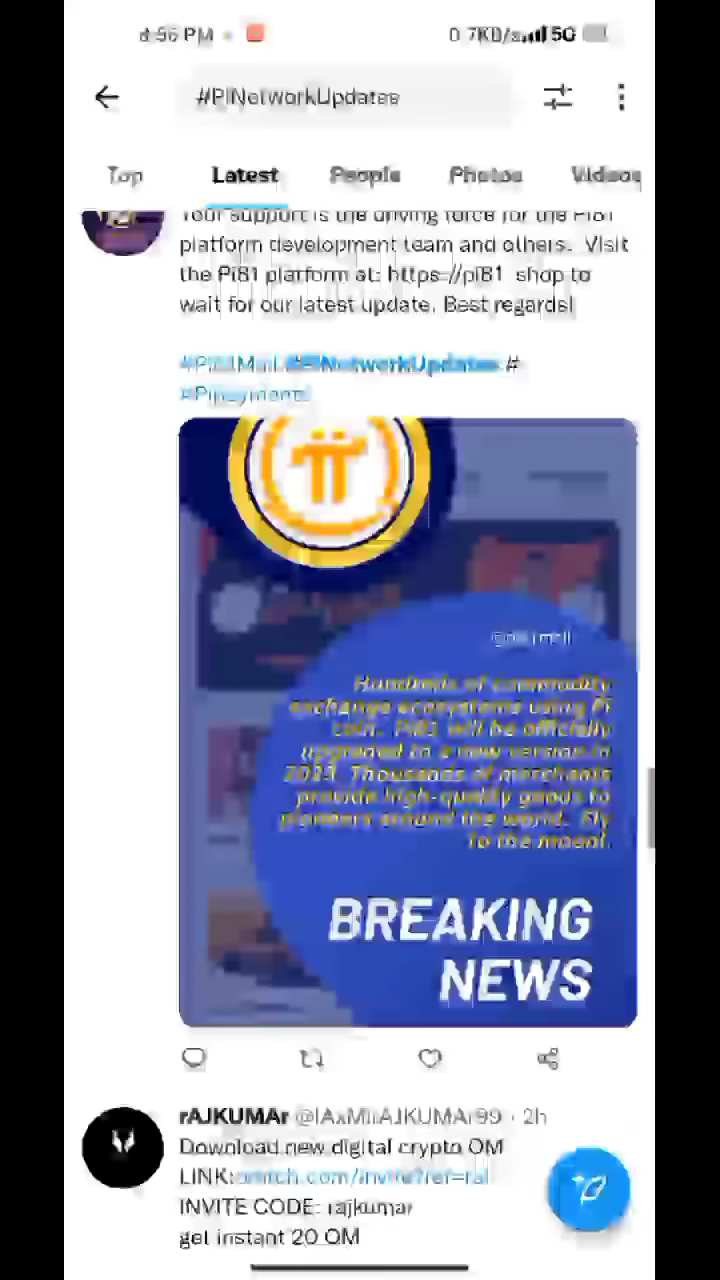 PM
0.7KB/s 5G
#PINetworkUpdates
Top Latest People Photos Videos
Your support is the driving force for the Pi81
platform development team and others. Visit
the Pi81 platform at: https://pi81 shop to
wait for our latest update. Best regards!
#PINetworkUpdates #
#Pipayments
Hundreds of commodity
exchange ecosystems using Pi
coin. Pi81 will be officially
upgraded to a new version in
2023. Thousands of merchants
provide high-quality goods to
pioneers around the world. Fly
to the moon!
BREAKING
NEWS
rAJKUMAr · 2h
Download new digital crypto OM
LINK:
INVITE CODE: rajkumar
get instant 20 OM